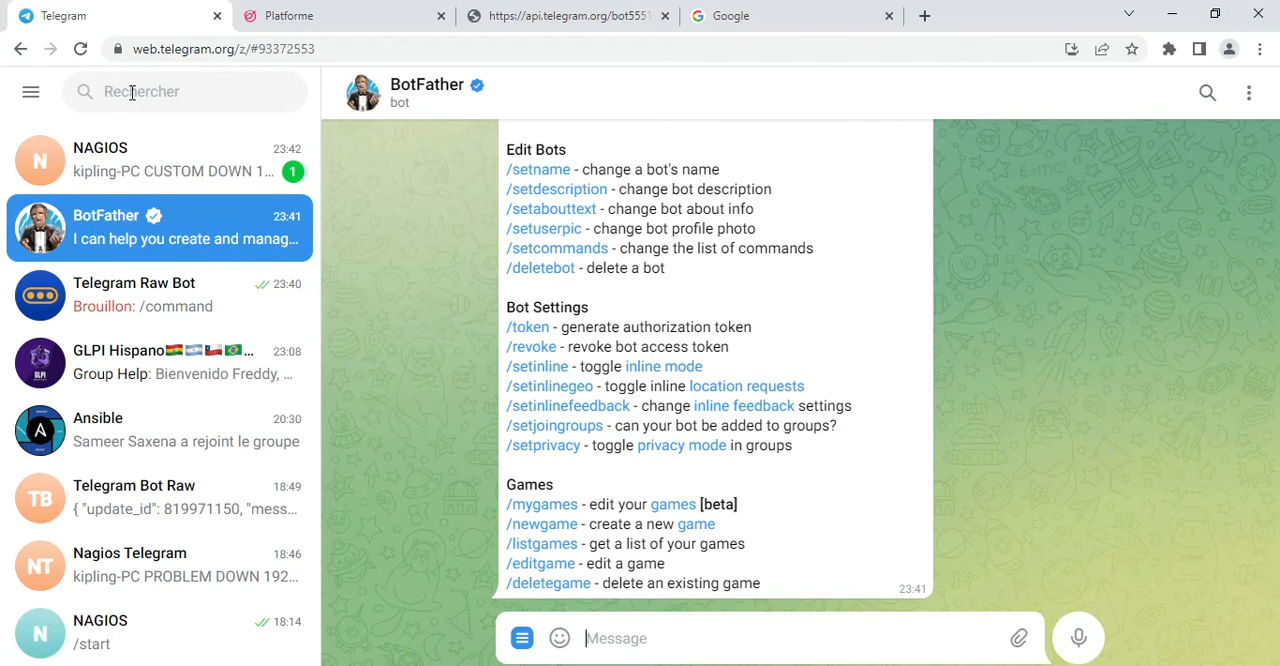 Telegram
Platforme
https://api.telegram.org/bot5551
Google
web.telegram.org/z/#93372553
Rechercher
NAGIOS
23:42
kipling-PC CUSTOM DOWN 1...
1
BotFather
23:41
I can help you create and manag...
Telegram Raw Bot
23:40
Brouillon: /command
GLPI Hispano🇧🇴🇦🇷🇨🇱🇧🇷...
23:08
Group Help: Bienvenido Freddy, ...
Ansible
20:30
Sameer Saxena a rejoint le groupe
Telegram Bot Raw
18:49
{ "update_id": 819971150, "mess...
Nagios Telegram
18:46
kipling-PC PROBLEM DOWN 192...
NAGIOS
18:14
/start
N
GLPI
A
TB
NT
N
BotFather
bot
Edit Bots
/setname - change a bot's name
/setdescription - change bot description
/setabouttext - change bot about info
/setuserpic - change bot profile photo
/setcommands - change the list of commands
/deletebot - delete a bot
Bot Settings
/token - generate authorization token
/revoke - revoke bot access token
/setinline - toggle inline mode
/setinlinegeo - toggle inline location requests
/setinlinefeedback - change inline feedback settings
/setjoingroups - can your bot be added to groups?
/setprivacy - toggle privacy mode in groups
Games
/mygames - edit your games [beta]
/newgame - create a new game
/listgames - get a list of your games
/editgame - edit a game
/deletegame - delete an existing game
23:41
Message